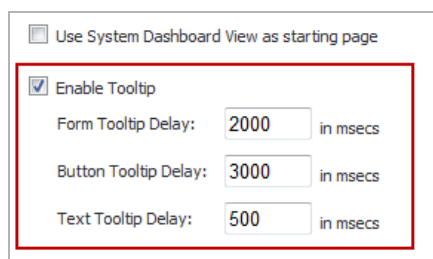 Use System Dashboard View as starting page
Enable Tooltip
Form Tooltip Delay: 2000 in msecs
Button Tooltip Delay: 3000 in msecs
Text Tooltip Delay: 500 in msecs